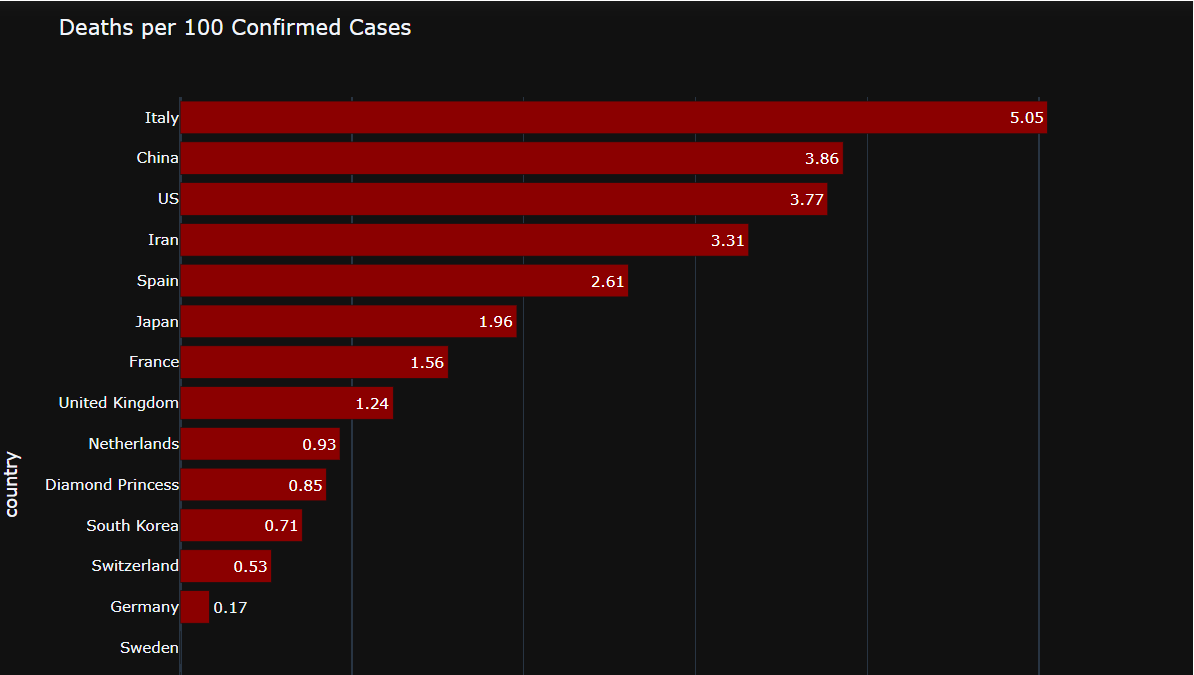 Deaths per 100 Confirmed Cases
Italy 5.05
China 3.86
US 3.77
Iran 3.31
Spain 2.61
Japan 1.96
France 1.56
United Kingdom 1.24
Netherlands 0.93
Diamond Princess 0.85
South Korea 0.71
Switzerland 0.53
Germany 0.17
Sweden
country